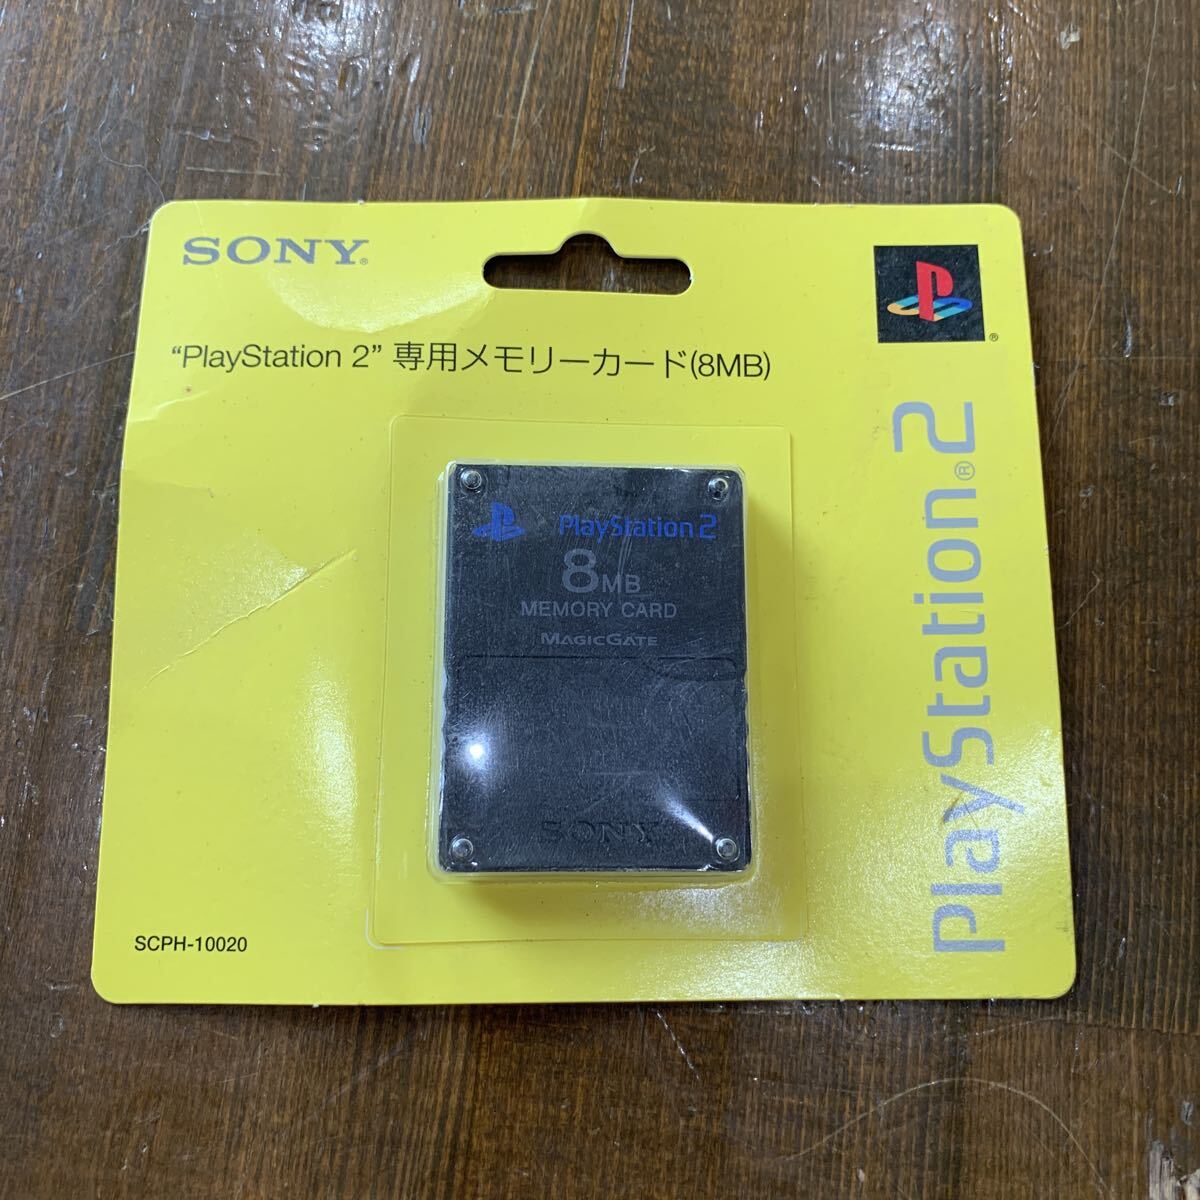 SONY®
“PlayStation 2” 専用メモリーカード(8MB)
®
PlayStation®2
PlayStation 2
8MB
MEMORY CARD
MAGICGATE
SONY
SCPH-10020